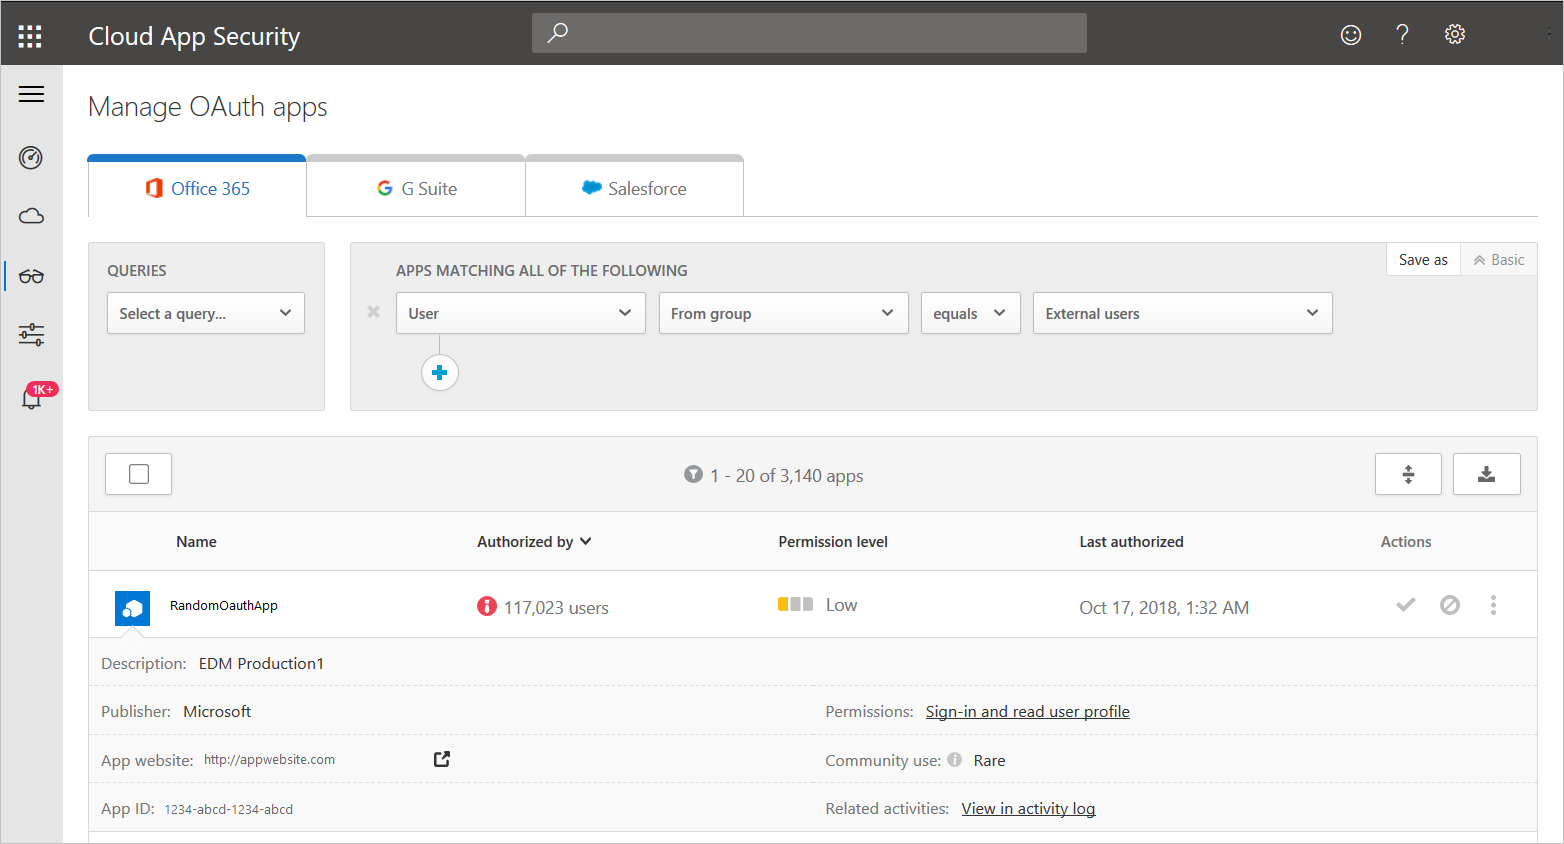 Cloud App Security
?
Manage OAuth apps
Office 365
G Suite
Salesforce
QUERIES
Select a query...
APPS MATCHING ALL OF THE FOLLOWING
Save as
Basic
User
From group
equals
External users
1K+
1 - 20 of 3,140 apps
Name
Authorized by
Permission level
Last authorized
Actions
RandomOauthApp
117,023 users
Low
Oct 17, 2018, 1:32 AM
Description: EDM Production1
Publisher: Microsoft
Permissions: Sign-in and read user profile
App website: http://appwebsite.com
Community use: Rare
App ID: 1234-abcd-1234-abcd
Related activities: View in activity log